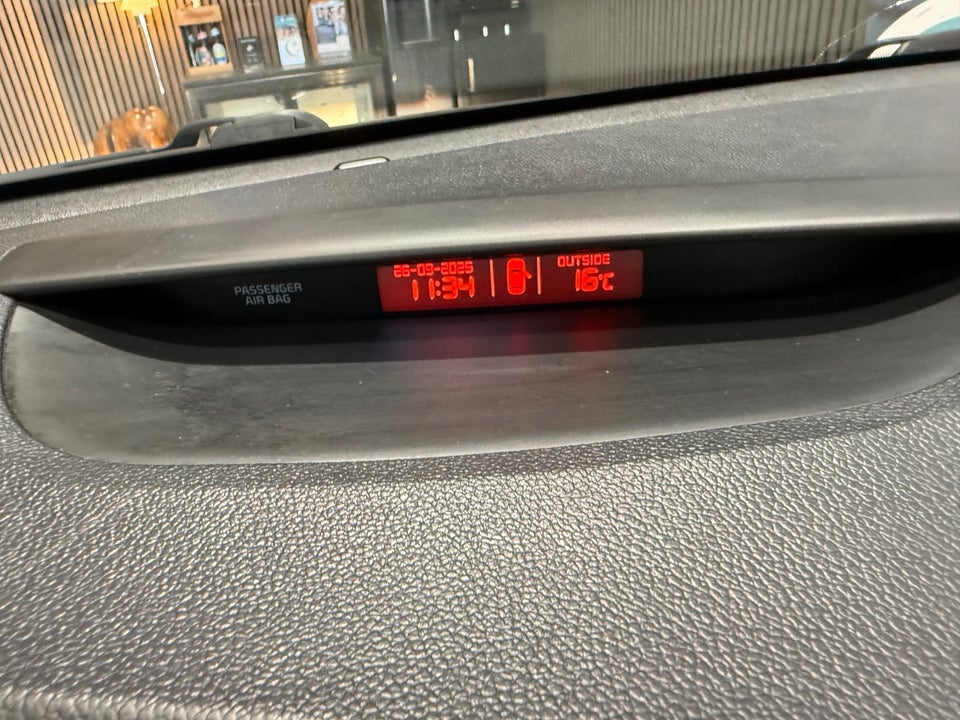 PASSENGER
AIR BAG
26-09-2025
11:34
OUTSIDE
16°C